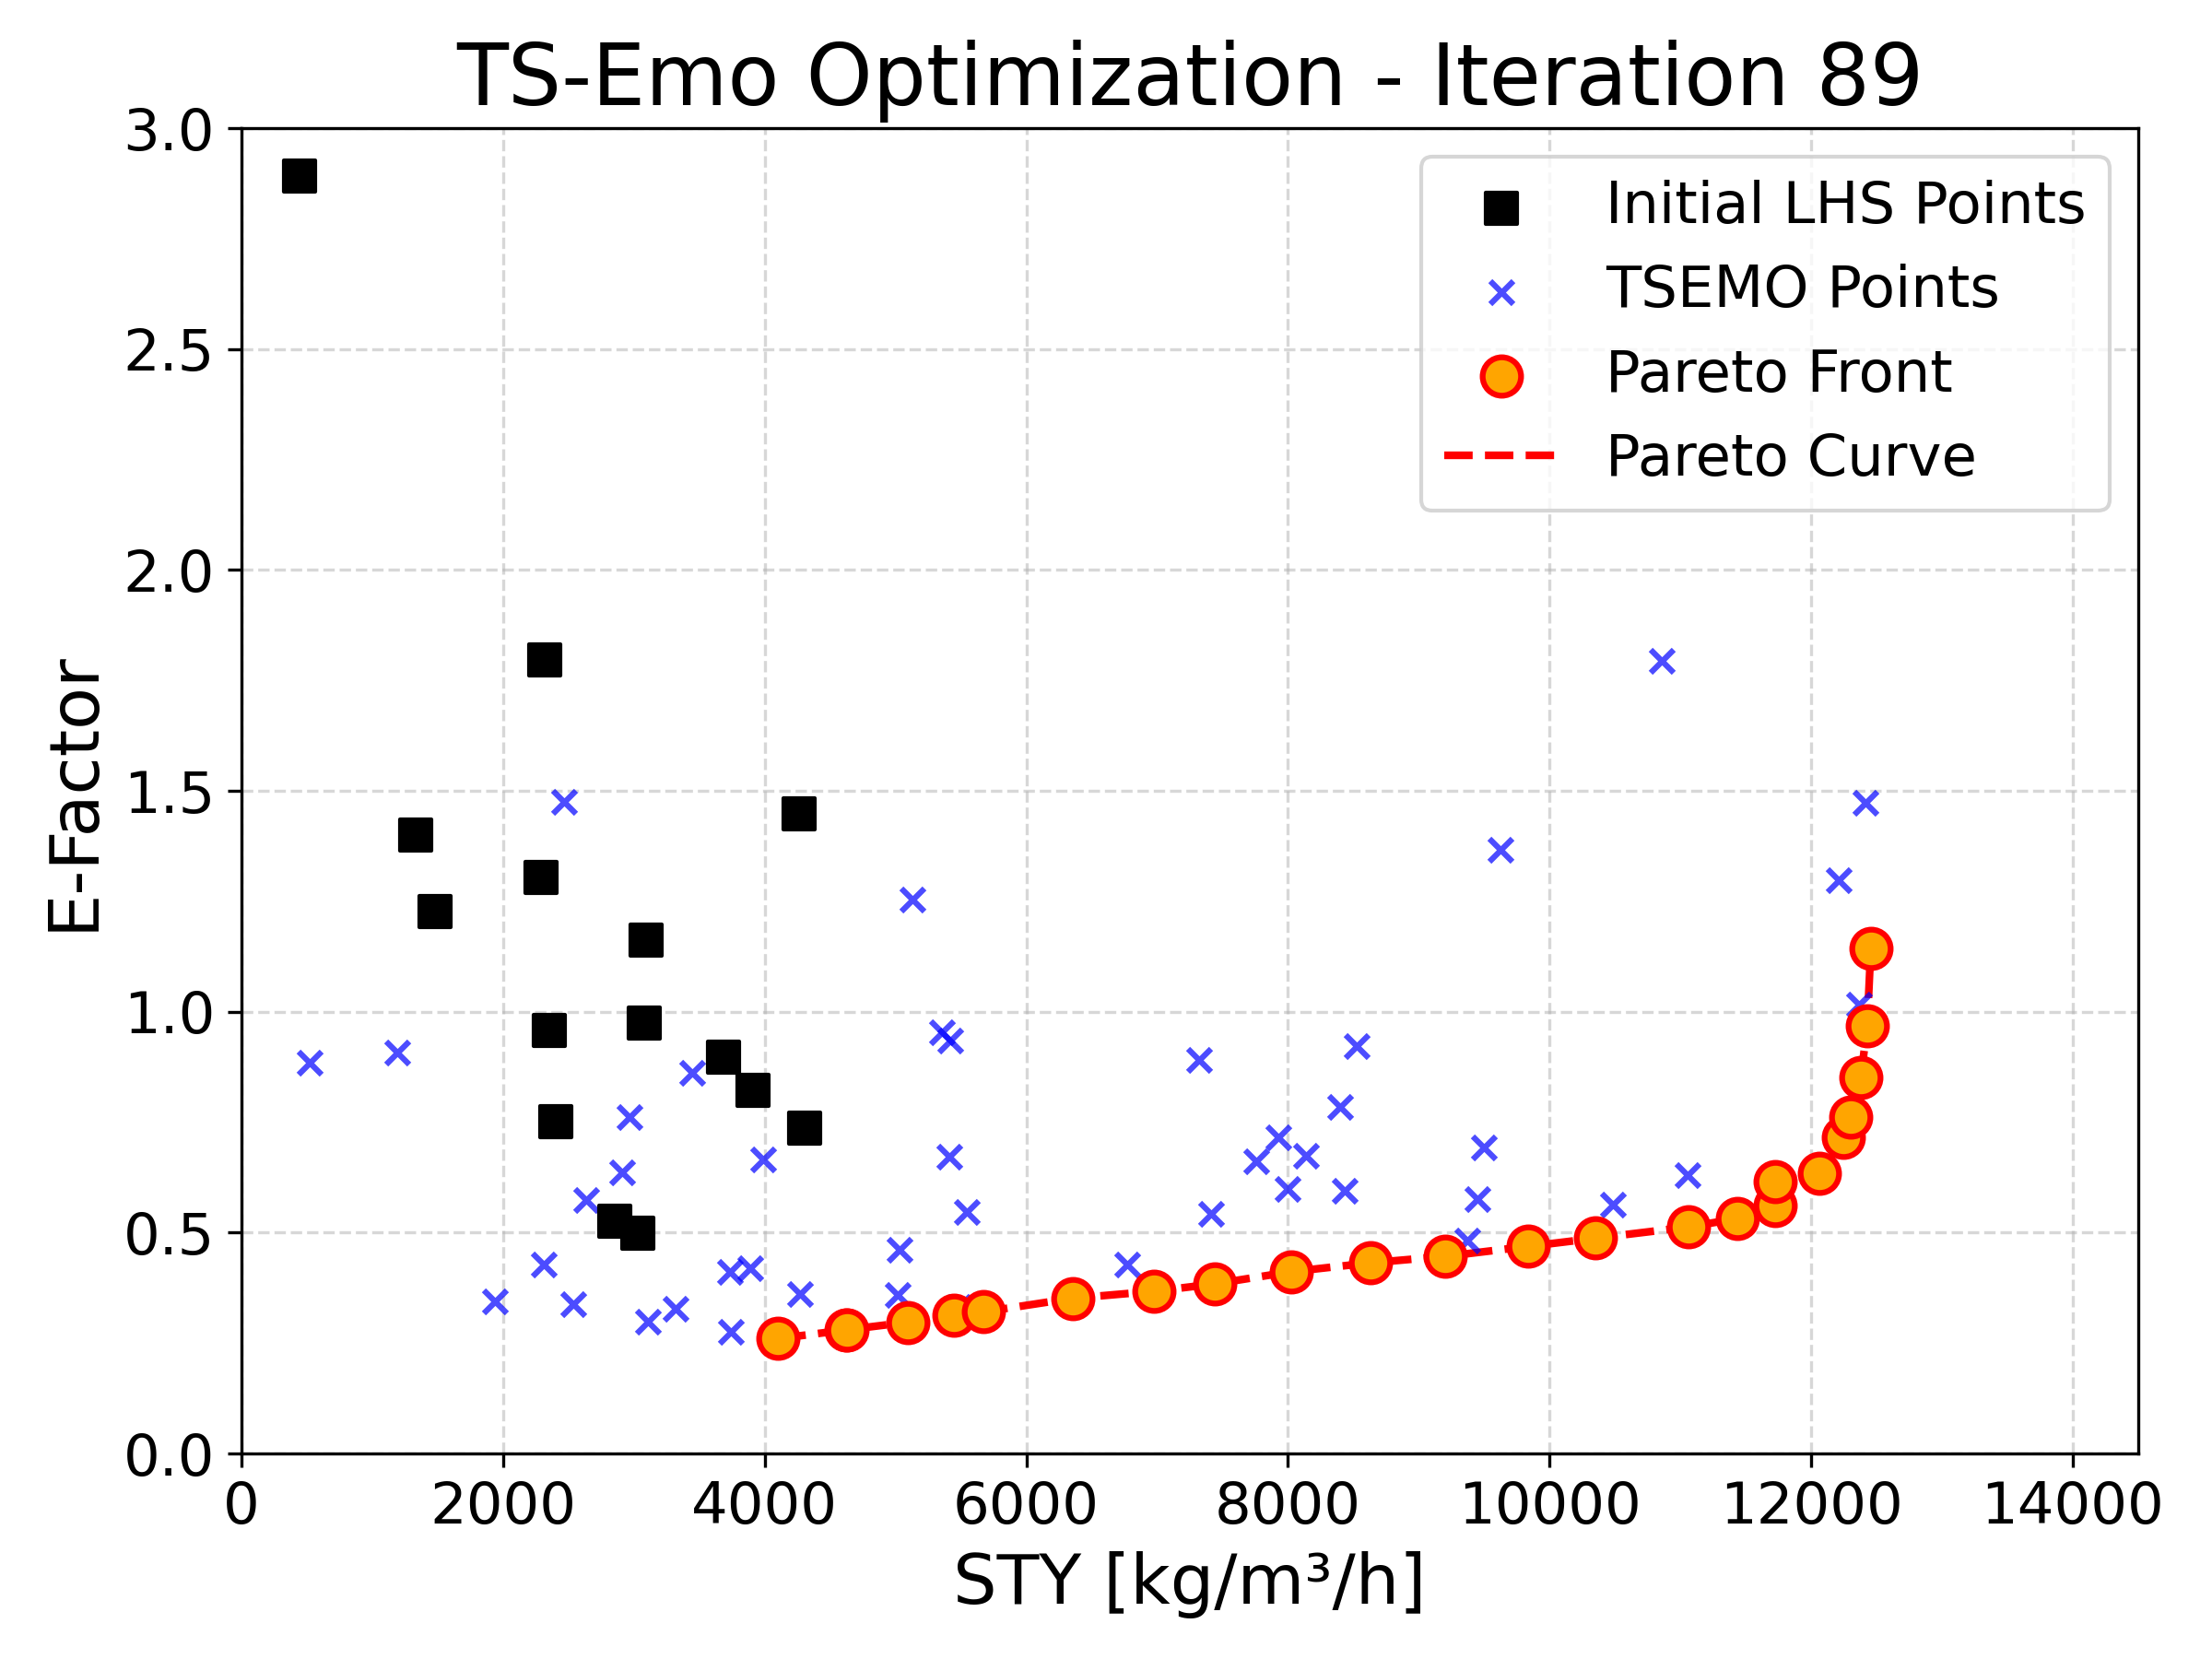 TS-Emo Optimization - Iteration 89
3.0
2.5
2.0
1.5
1.0
0.5
0.0
E-Factor
Initial LHS Points
TSEMO Points
Pareto Front
Pareto Curve
0 2000 4000 6000 8000 10000 12000 14000
STY [kg/m³/h]